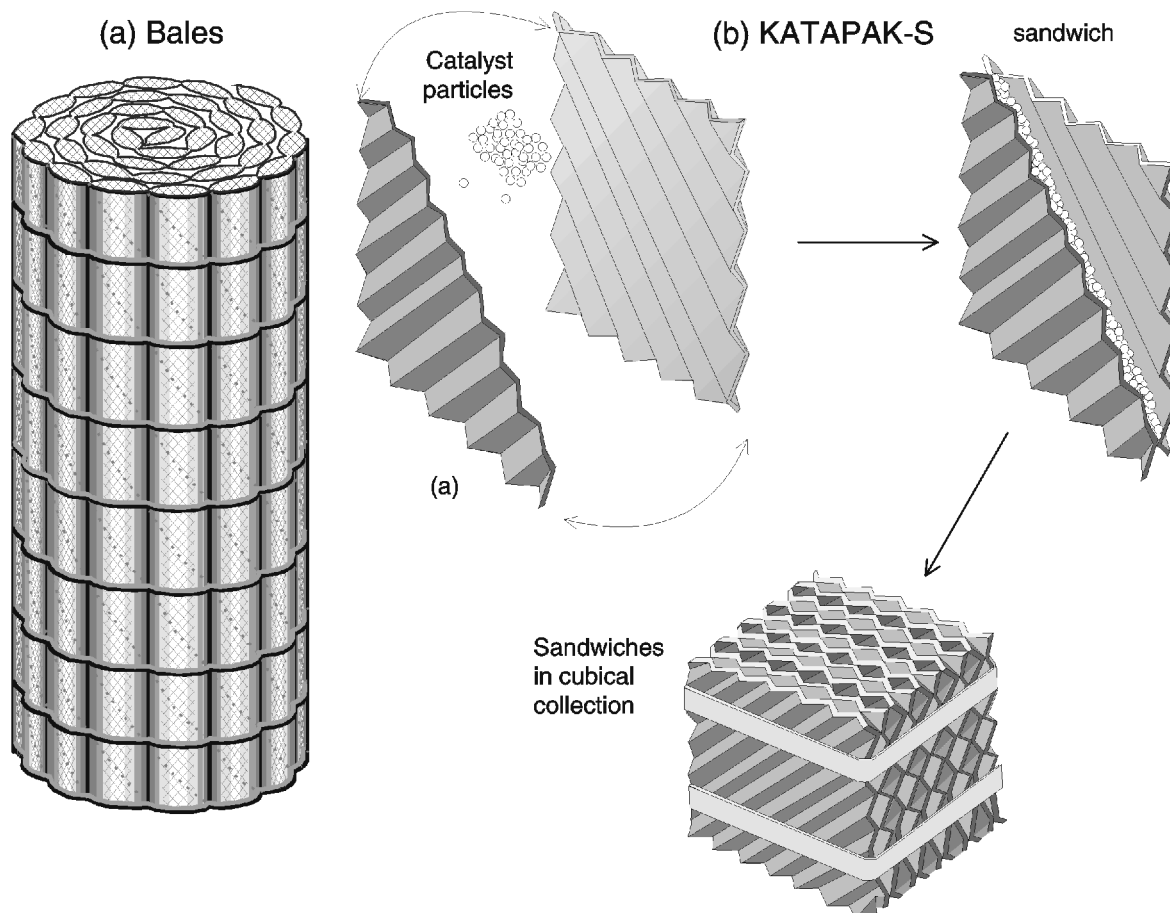 (a) Bales
(b) KATAPAK-S
sandwich
Catalyst
particles
(a)
Sandwiches
in cubical
collection